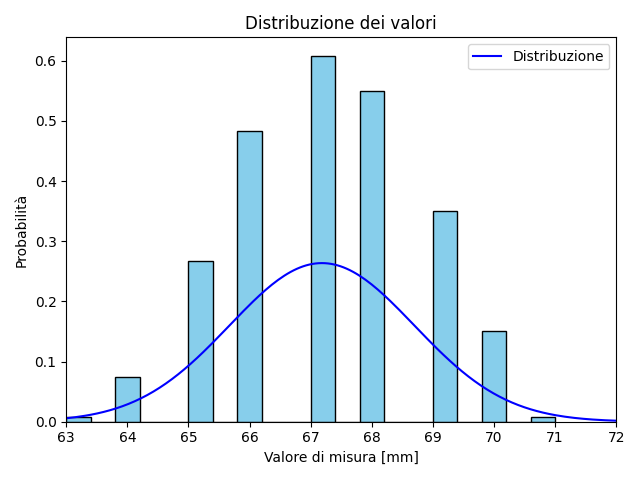 Distribuzione dei valori
Distribuzione
Probabilità
0.6
0.5
0.4
0.3
0.2
0.1
0.0
63 64 65 66 67 68 69 70 71 72
Valore di misura [mm]